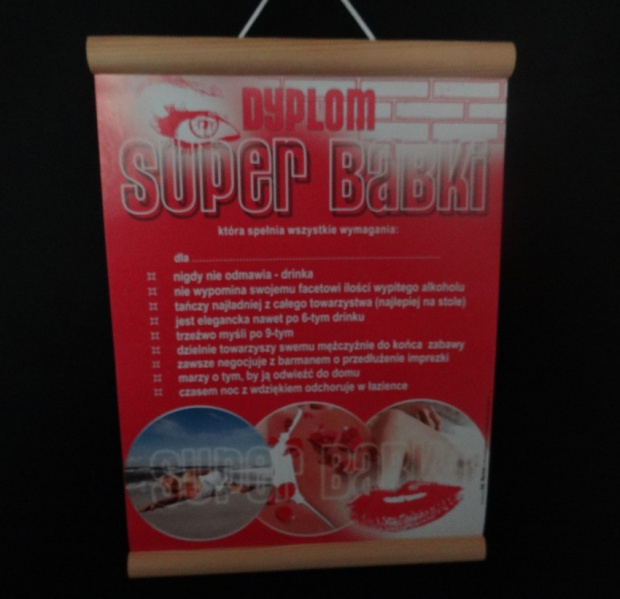 DYPLOM
SUPER BABKI
która spełnia wszystkie wymagania:
dla
nigdy nie odmawia - drinka
nie wypomina swojemu facetowi ilości wypitego alkoholu
tańczy najładniej z całego towarzystwa (najlepiej na stole)
jest elegancka nawet po 6-tym drinku
trzeźwo myśli po 9-tym
dzielnie towarzyszy swemu mężczyźnie do końca zabawy
zawsze negocjuje z barmanem o przedłużenie imprezki
marzy o tym, by ją odwieźć do domu
czasem noc z wdziękiem odchoruje w łazience
SUPER BABKI